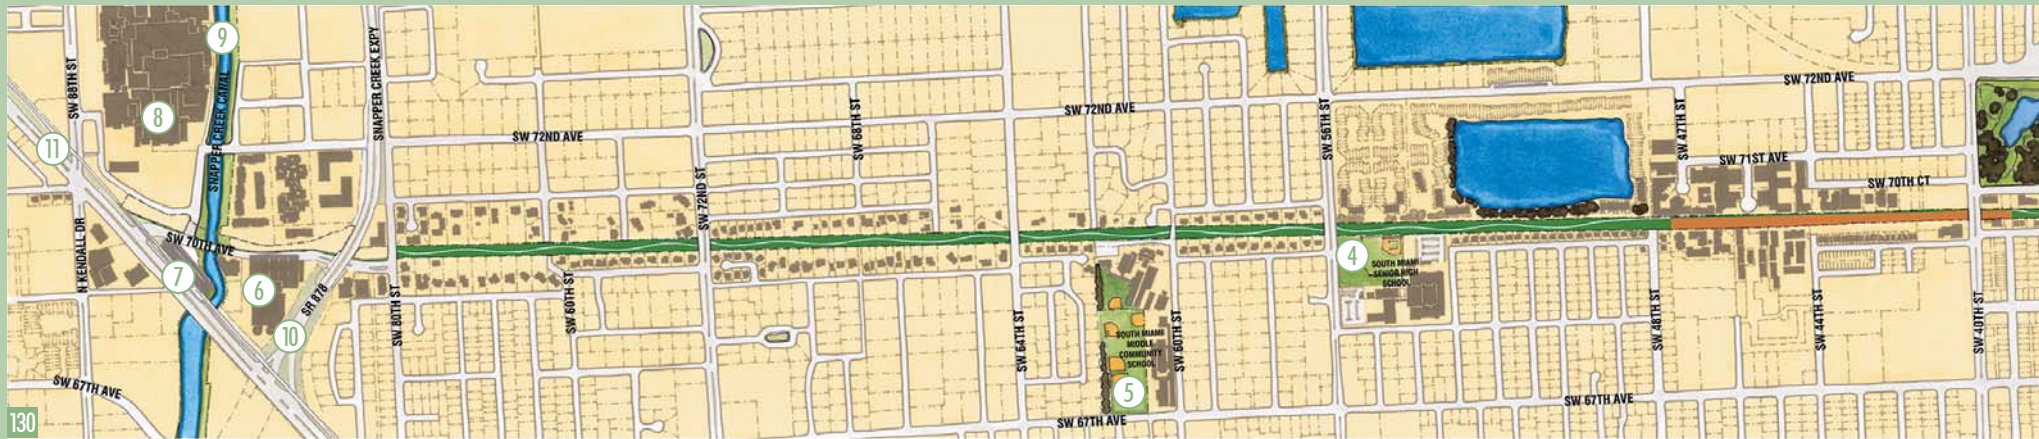 SW 88TH ST
9
SNAPPER CREEK CANAL
8
11
SNAPPER CREEK EXPY
SW 72ND AVE
SW 72ND ST
SW 68TH ST
SW 72ND AVE
SW 56TH ST
SW 72ND AVE
SW 47TH ST
SW 71ST AVE
SW 70TH CT
N KENDALL DR
SW 70TH AVE
7
6
SR 878
10
SW 80TH ST
SW 60TH ST
SW 64TH ST
SOUTH MIAMI
MIDDLE
COMMUNITY
SCHOOL
5
SW 60TH ST
4
SOUTH MIAMI
SENIOR HIGH
SCHOOL
SW 48TH ST
SW 44TH ST
SW 40TH ST
SW 67TH AVE
SW 67TH AVE
SW 67TH AVE
130